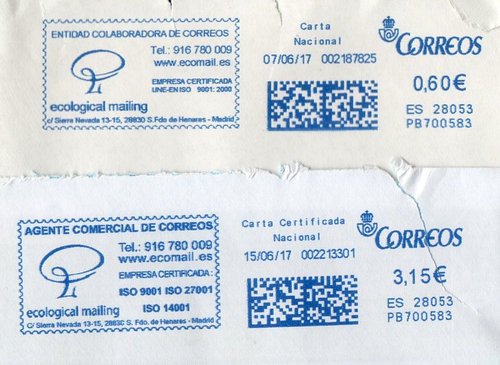 ENTIDAD COLABORADORA DE CORREOS
Tel.: 916 780 009
www.ecomail.es
EMPRESA CERTIFICADA
UNE-EN ISO 9001: 2000
ecological mailing
c/ Sierra Nevada 13-15, 28830 S.Fdo de Henares - Madrid
Carta
Nacional
07/06/17 002187825
CORREOS
0,60€
ES 28053
PB700583
AGENTE COMERCIAL DE CORREOS
Tel.: 916 780 009
www.ecomail.es
EMPRESA CERTIFICADA :
ISO 9001 ISO 27001
ISO 14001
ecological mailing
C/ Sierra Nevada 13-15, 28830 S. Fdo. de Henares - Madrid
Carta Certificada
Nacional
15/06/17 002213301
CORREOS
3,15€
ES 28053
PB700583